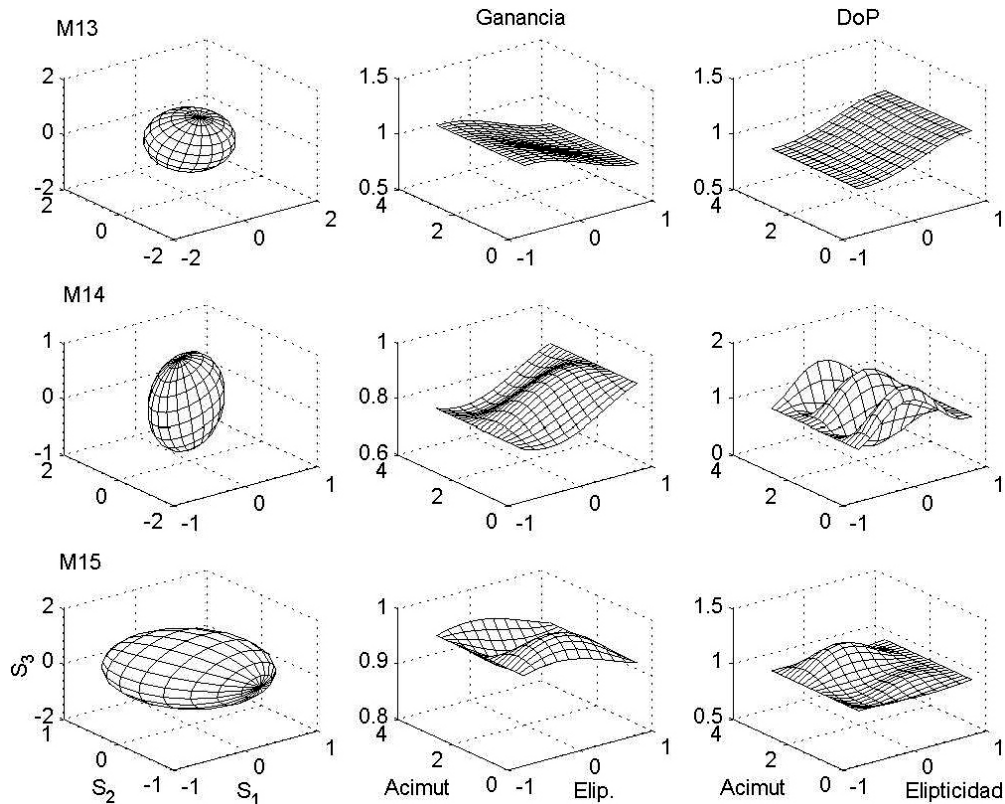 Ganancia DoP
M13
2 1.5 1.5
0 1 1
-2 0.5 0.5
2 2 4 1 4 1
0 0 2 0 2 0
-2 -2 0 -1 0 -1
M14
1 1 2
0 0.8 1
-1 0.6 0
2 1 4 1 4 1
0 0 2 0 2 0
-2 -1 0 -1 0 -1
M15
2 1 1.5
S3 0 0.9 1
-2 0.8 0.5
1 1 4 1 4 1
0 0 2 0 2 0
S2 -1 -1 S1 Acimut 0 -1 Elip. Acimut 0 -1 Elipticidad